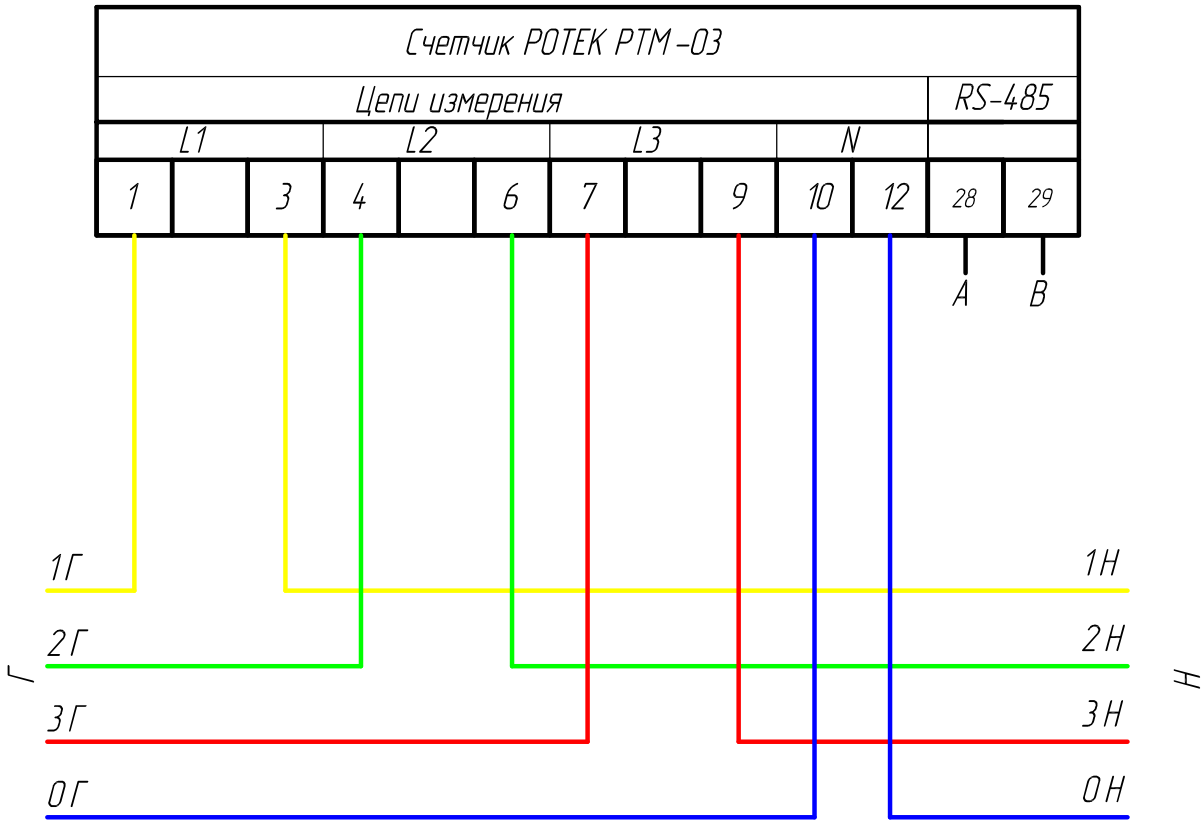 Счетчик РОТЕК РТМ-03
Цепи измерения RS-485
L1 L2 L3 N
1 3 4 6 7 9 10 12 28 29
A B
1Г 1Н
2Г 2Н
Г Н
3Г 3Н
0Г 0Н